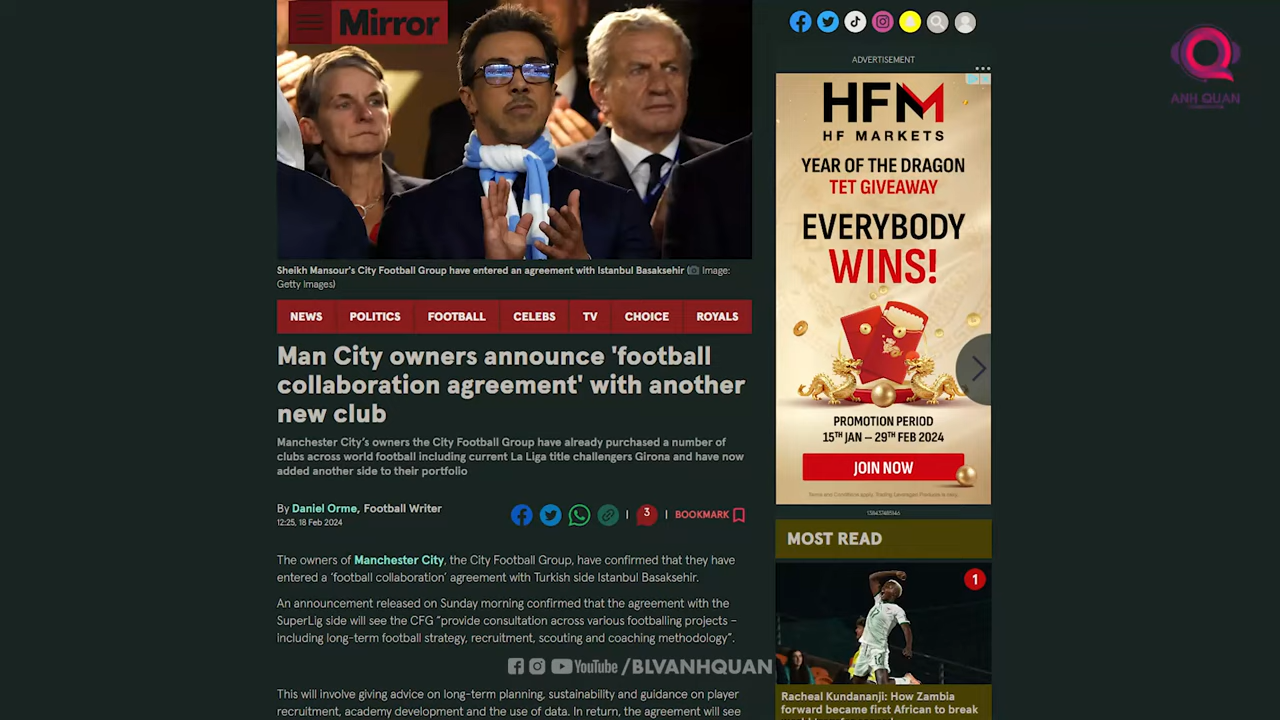 Mirror
Sheikh Mansour's City Football Group have entered an agreement with Istanbul Basaksehir ( Image:
Getty Images)
NEWS
POLITICS
FOOTBALL
CELEBS
TV
CHOICE
ROYALS
Man City owners announce 'football
collaboration agreement' with another
new club
Manchester City's owners the City Football Group have already purchased a number of
clubs across world football including current La Liga title challengers Girona and have now
added another side to their portfolio
By Daniel Orme, Football Writer
12:25, 18 Feb 2024
3
BOOKMARK
The owners of Manchester City, the City Football Group, have confirmed that they have
entered a 'football collaboration' agreement with Turkish side Istanbul Basaksehir.
An announcement released on Sunday morning confirmed that the agreement with the
SuperLig side will see the CFG "provide consultation across various footballing projects –
including long-term football strategy, recruitment, scouting and coaching methodology".
This will involve giving advice on long-term planning, sustainability and guidance on player
recruitment, academy development and the use of data. In return, the agreement will see
YouTube /BLVANHQUAN
ADVERTISEMENT
HFM
HF MARKETS
YEAR OF THE DRAGON
TET GIVEAWAY
EVERYBODY
WINS!
PROMOTION PERIOD
15TH JAN – 29TH FEB 2024
JOIN NOW
MOST READ
1
Racheal Kundananji: How Zambia
forward became first African to break
ANH QUAN